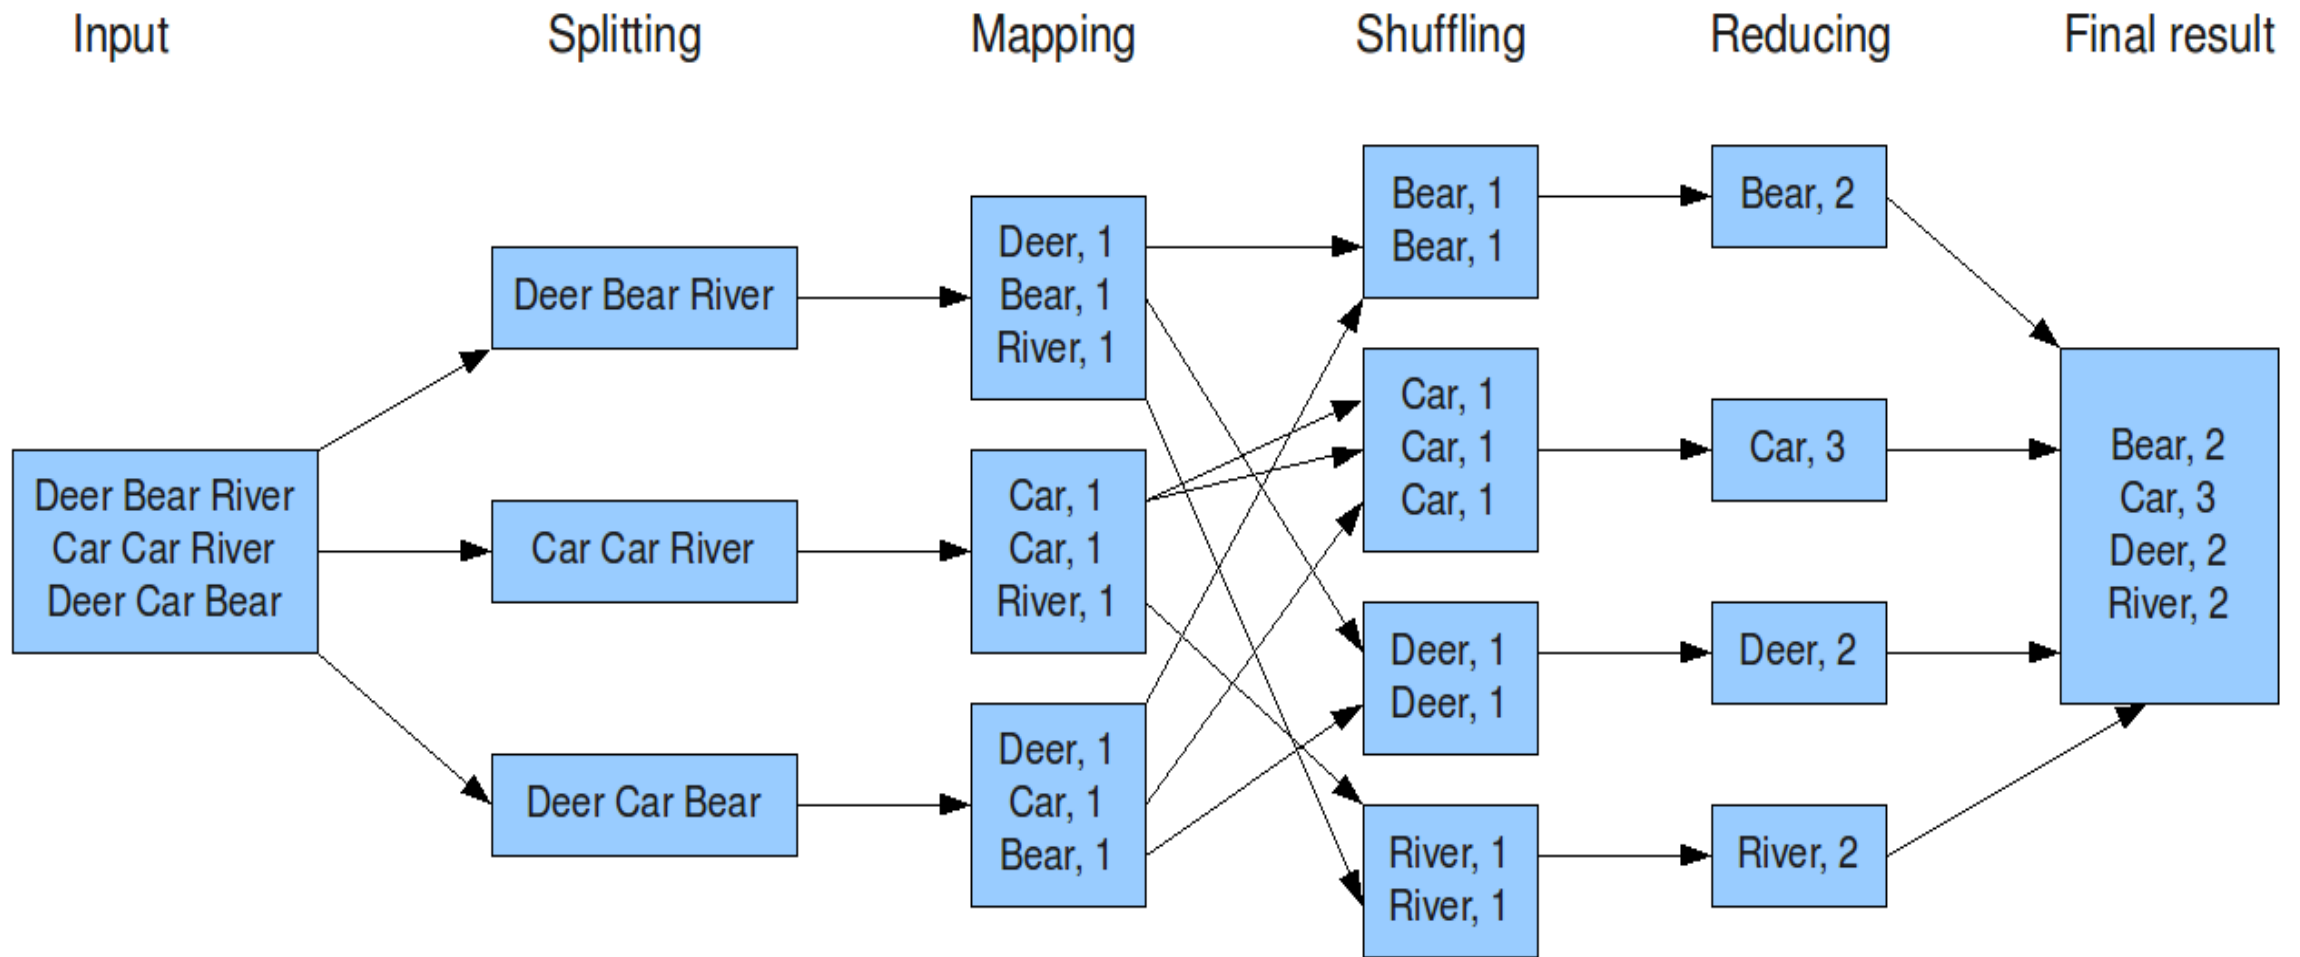 Input
Splitting
Mapping
Shuffling
Reducing
Final result
Deer Bear River
Car Car River
Deer Car Bear
Deer Bear River
Car Car River
Deer Car Bear
Deer, 1
Bear, 1
River, 1
Car, 1
Car, 1
River, 1
Deer, 1
Car, 1
Bear, 1
Bear, 1
Bear, 1
Car, 1
Car, 1
Car, 1
Deer, 1
Deer, 1
River, 1
River, 1
Bear, 2
Car, 3
Deer, 2
River, 2
Bear, 2
Car, 3
Deer, 2
River, 2